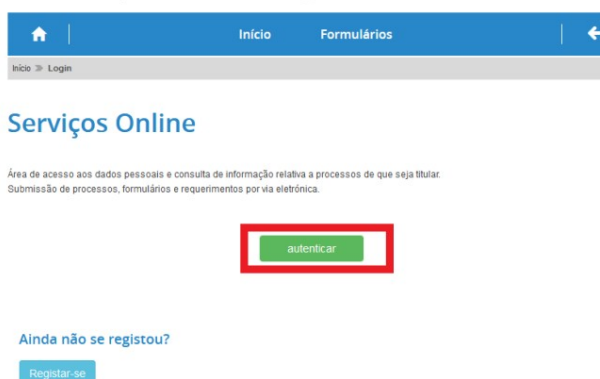 Início Formulários
Início » Login
Serviços Online
Área de acesso aos dados pessoais e consulta de informação relativa a processos de que seja titular.
Submissão de processos, formulários e requerimentos por via eletrónica.
autenticar
Ainda não se registou?
Registar-se